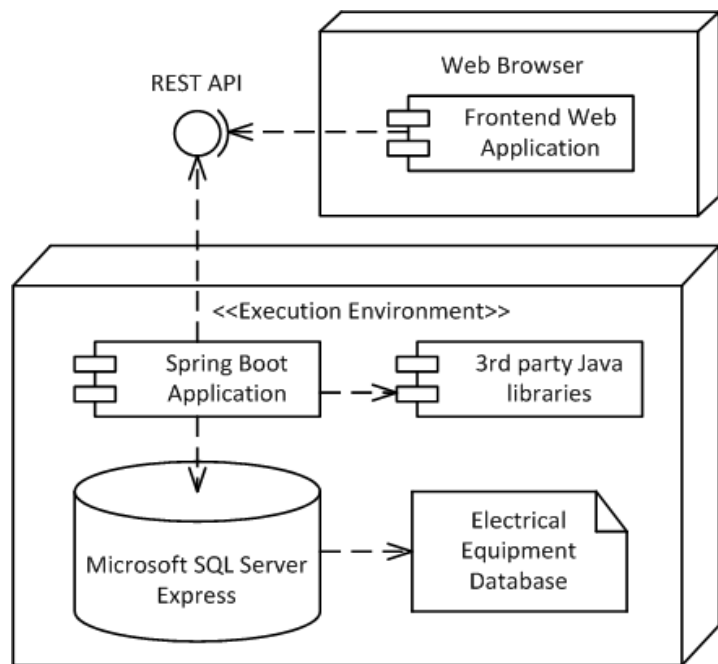 REST API
Web Browser
Frontend Web
Application
<<Execution Environment>>
Spring Boot
Application
3rd party Java
libraries
Microsoft SQL Server
Express
Electrical
Equipment
Database